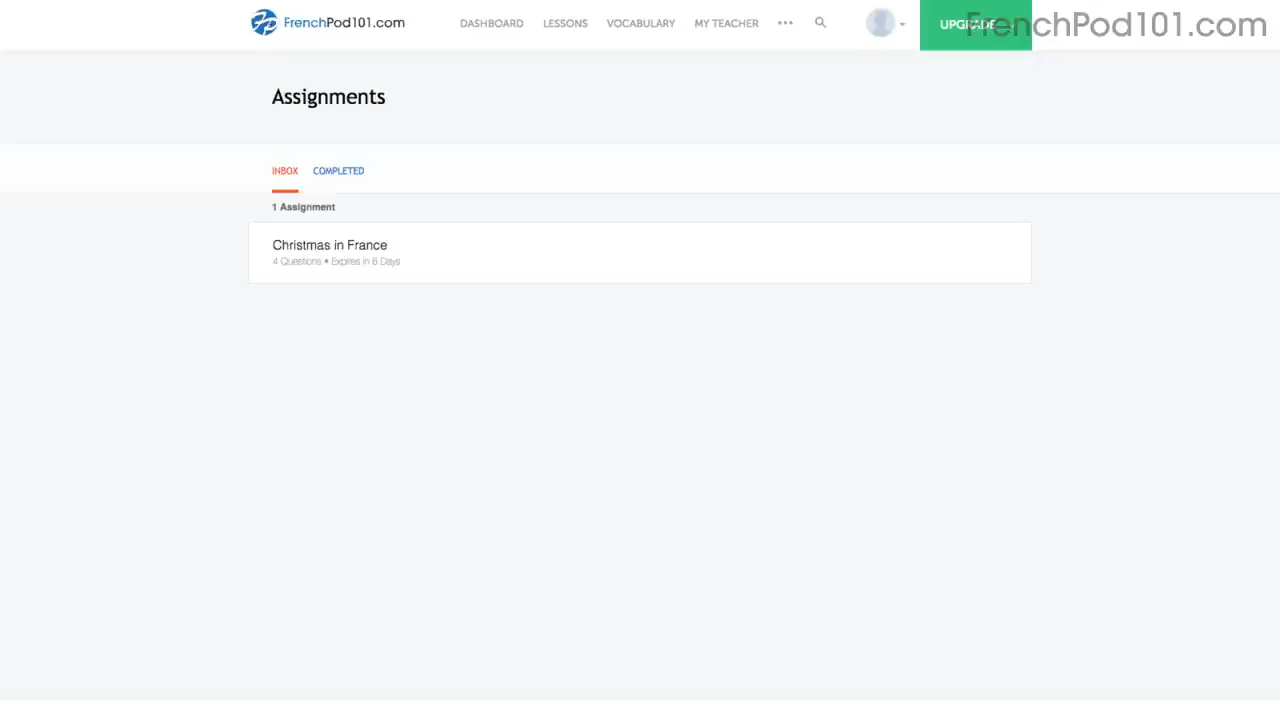 FrenchPod101.com
DASHBOARD LESSONS VOCABULARY MY TEACHER ••• UPGRADE
FrenchPod101.com
Assignments
INBOX COMPLETED
1 Assignment
Christmas in France
4 Questions • Expires in 6 Days